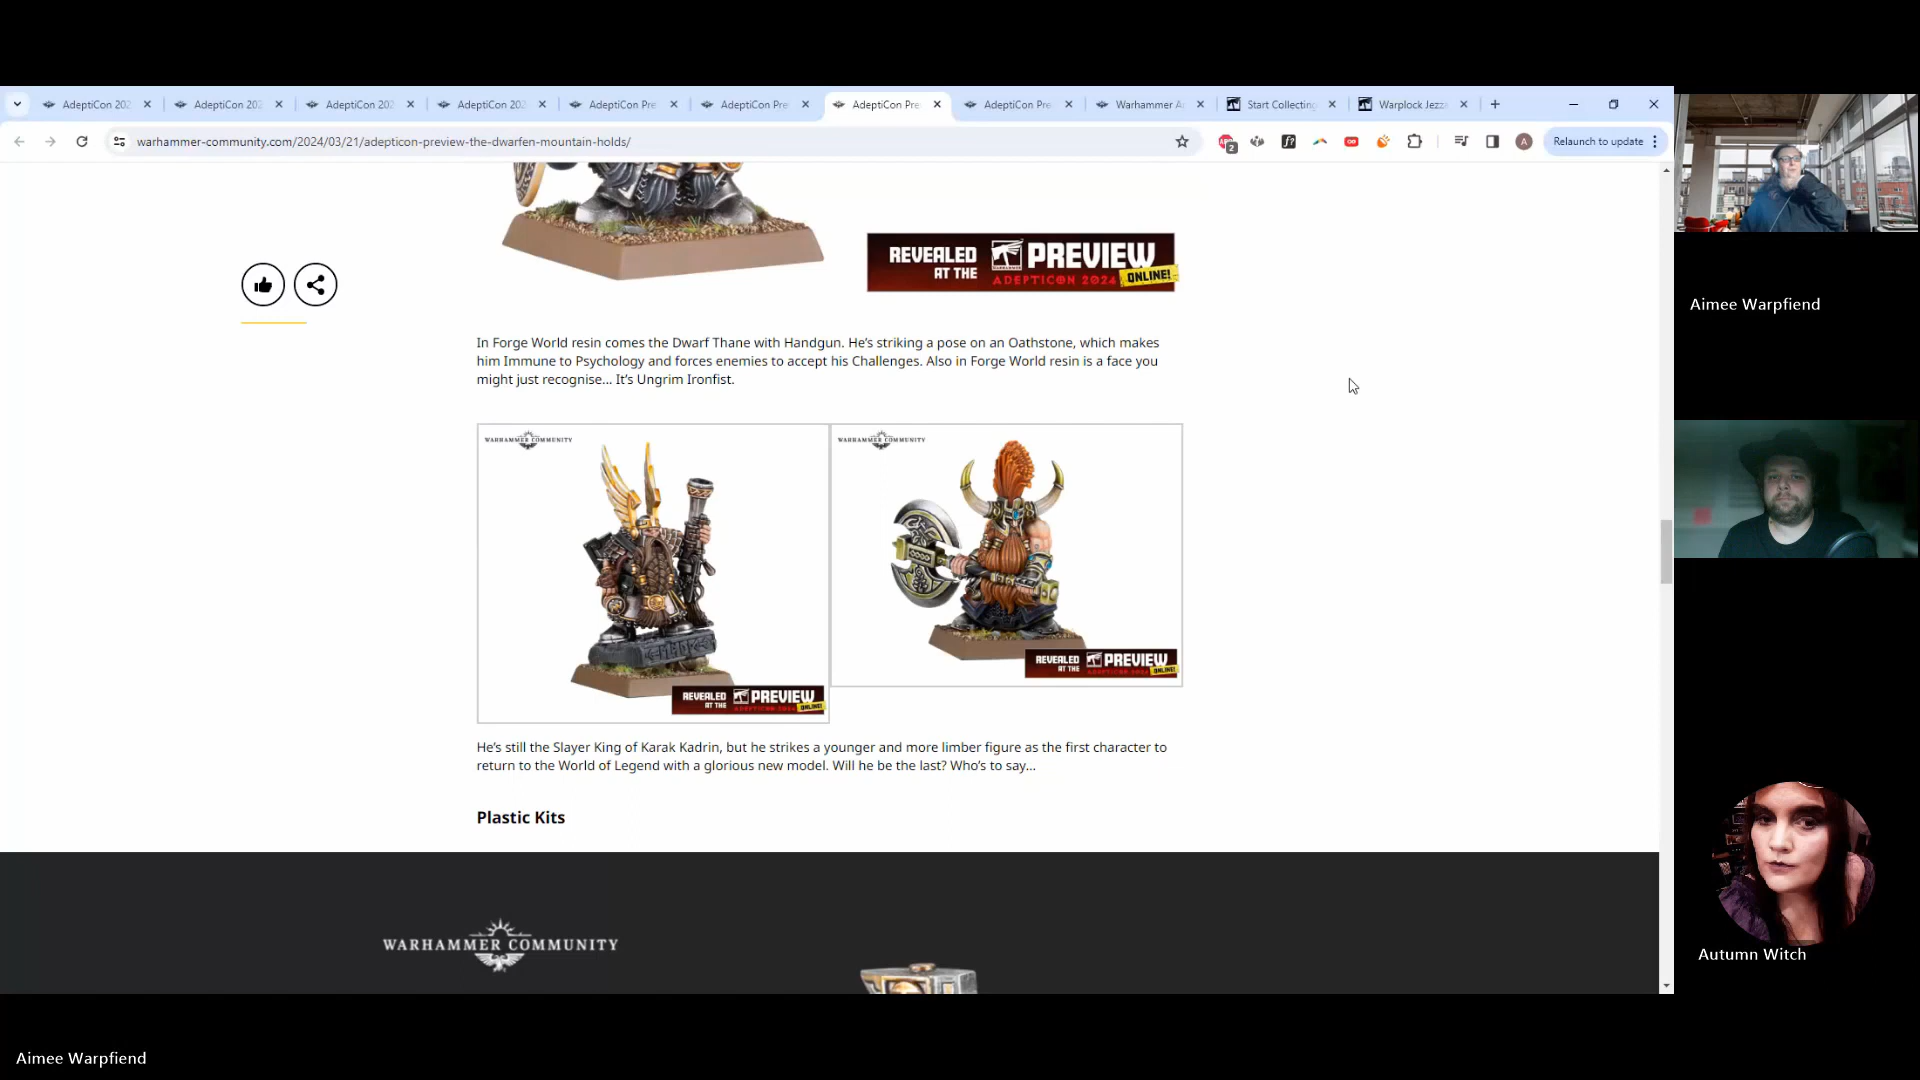 AdeptiCon 202
AdeptiCon 202
AdeptiCon 202
AdeptiCon 202
AdeptiCon Pre
AdeptiCon Pre
AdeptiCon Pre
AdeptiCon Pre
Warhammer A
Start Collecting
Warplock Jezza
warhammer-community.com/2024/03/21/adepticon-preview-the-dwarfen-mountain-holds/
2
A
Relaunch to update
REVEALED AT THE PREVIEW
ADEPTICON 2024 ONLINE!
In Forge World resin comes the Dwarf Thane with Handgun. He's striking a pose on an Oathstone, which makes
him Immune to Psychology and forces enemies to accept his Challenges. Also in Forge World resin is a face you
might just recognise... It's Ungrim Ironfist.
WARHAMMER COMMUNITY
WARHAMMER COMMUNITY
REVEALED AT THE PREVIEW
ADEPTICON 2024 ONLINE!
REVEALED AT THE PREVIEW
ADEPTICON 2024 ONLINE!
He's still the Slayer King of Karak Kadrin, but he strikes a younger and more limber figure as the first character to
return to the World of Legend with a glorious new model. Will he be the last? Who's to say...
Plastic Kits
WARHAMMER COMMUNITY
Aimee Warpfiend
Autumn Witch
Aimee Warpfiend